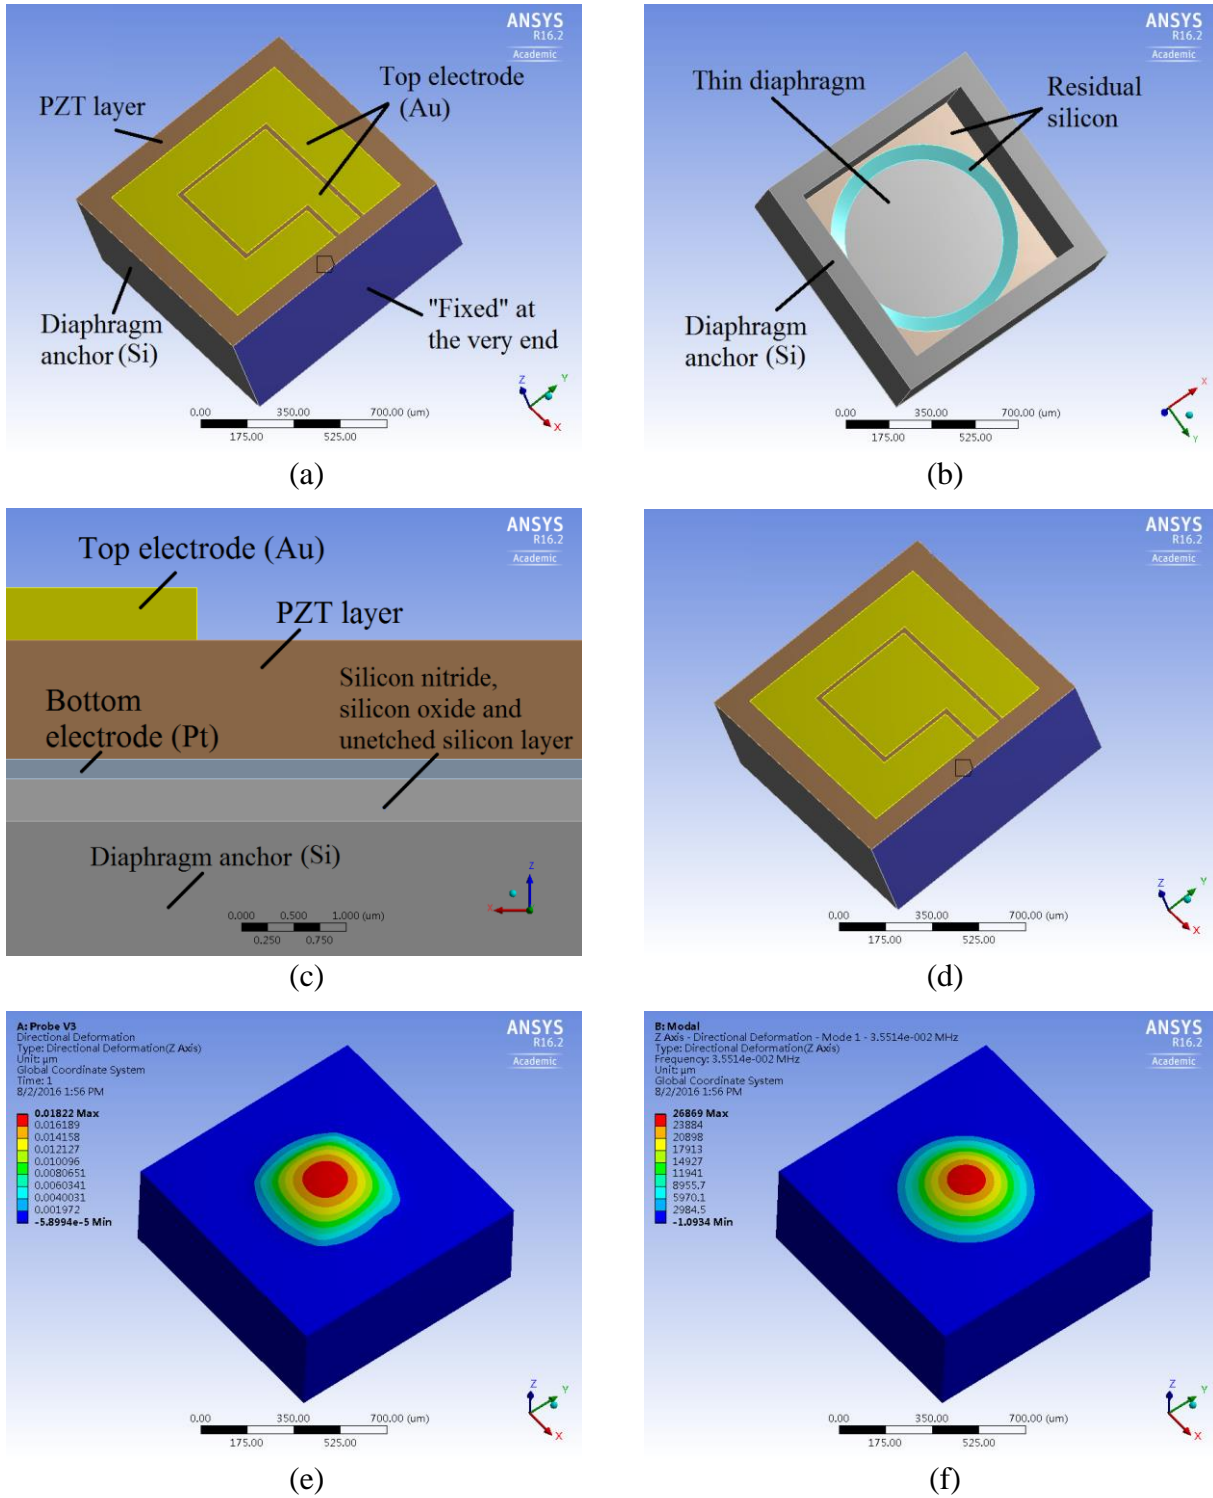 ANSYS
R16.2
Academic
Top electrode
(Au)
PZT layer
Diaphragm
anchor (Si)
"Fixed" at
the very end
Z
Y
X
0.00
350.00
700.00 (um)
175.00
525.00
(a)
ANSYS
R16.2
Academic
Thin diaphragm
Residual
silicon
Diaphragm
anchor (Si)
X
Y
0.00
350.00
700.00 (um)
175.00
525.00
(b)
ANSYS
R16.2
Academic
Top electrode (Au)
PZT layer
Silicon nitride,
silicon oxide and
unetched silicon layer
Bottom
electrode (Pt)
Diaphragm anchor (Si)
Z
X
0.000
0.500
1.000 (um)
0.250
0.750
(c)
ANSYS
R16.2
Academic
Z
Y
X
0.00
350.00
700.00 (um)
175.00
525.00
(d)
A: Probe V3
Directional Deformation
Type: Directional Deformation(Z Axis)
Unit: µm
Global Coordinate System
Time: 1
8/2/2016 1:56 PM
ANSYS
R16.2
Academic
0.01822 Max
0.016189
0.014158
0.012127
0.010096
0.0080651
0.0060341
0.0040031
0.001972
-5.8994e-5 Min
Z
Y
X
0.00
350.00
700.00 (um)
175.00
525.00
(e)
B: Modal
Z Axis - Directional Deformation - Mode 1 - 3.5514e-002 MHz
Type: Directional Deformation(Z Axis)
Frequency: 3.5514e-002 MHz
Unit: µm
Global Coordinate System
8/2/2016 1:56 PM
ANSYS
R16.2
Academic
26869 Max
23884
20898
17913
14927
11941
8955.7
5970.1
2984.5
-1.0934 Min
Z
Y
X
0.00
350.00
700.00 (um)
175.00
525.00
(f)